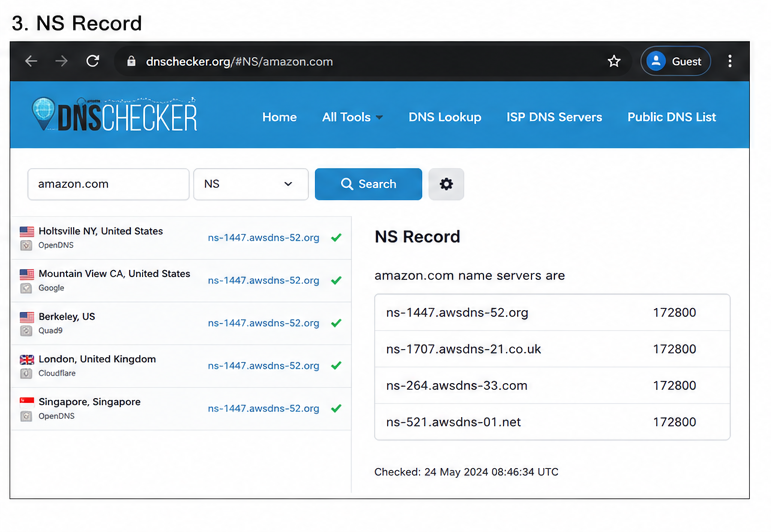 3. NS Record
dnschecker.org/#NS/amazon.com
Guest
DNSCHECKER
Home
All Tools
DNS Lookup
ISP DNS Servers
Public DNS List
amazon.com
NS
Search
Holtsville NY, United States
OpenDNS
ns-1447.awsdns-52.org
Mountain View CA, United States
Google
ns-1447.awsdns-52.org
Berkeley, US
Quad9
ns-1447.awsdns-52.org
London, United Kingdom
Cloudflare
ns-1447.awsdns-52.org
Singapore, Singapore
OpenDNS
ns-1447.awsdns-52.org
NS Record
amazon.com name servers are
ns-1447.awsdns-52.org 172800
ns-1707.awsdns-21.co.uk 172800
ns-264.awsdns-33.com 172800
ns-521.awsdns-01.net 172800
Checked: 24 May 2024 08:46:34 UTC